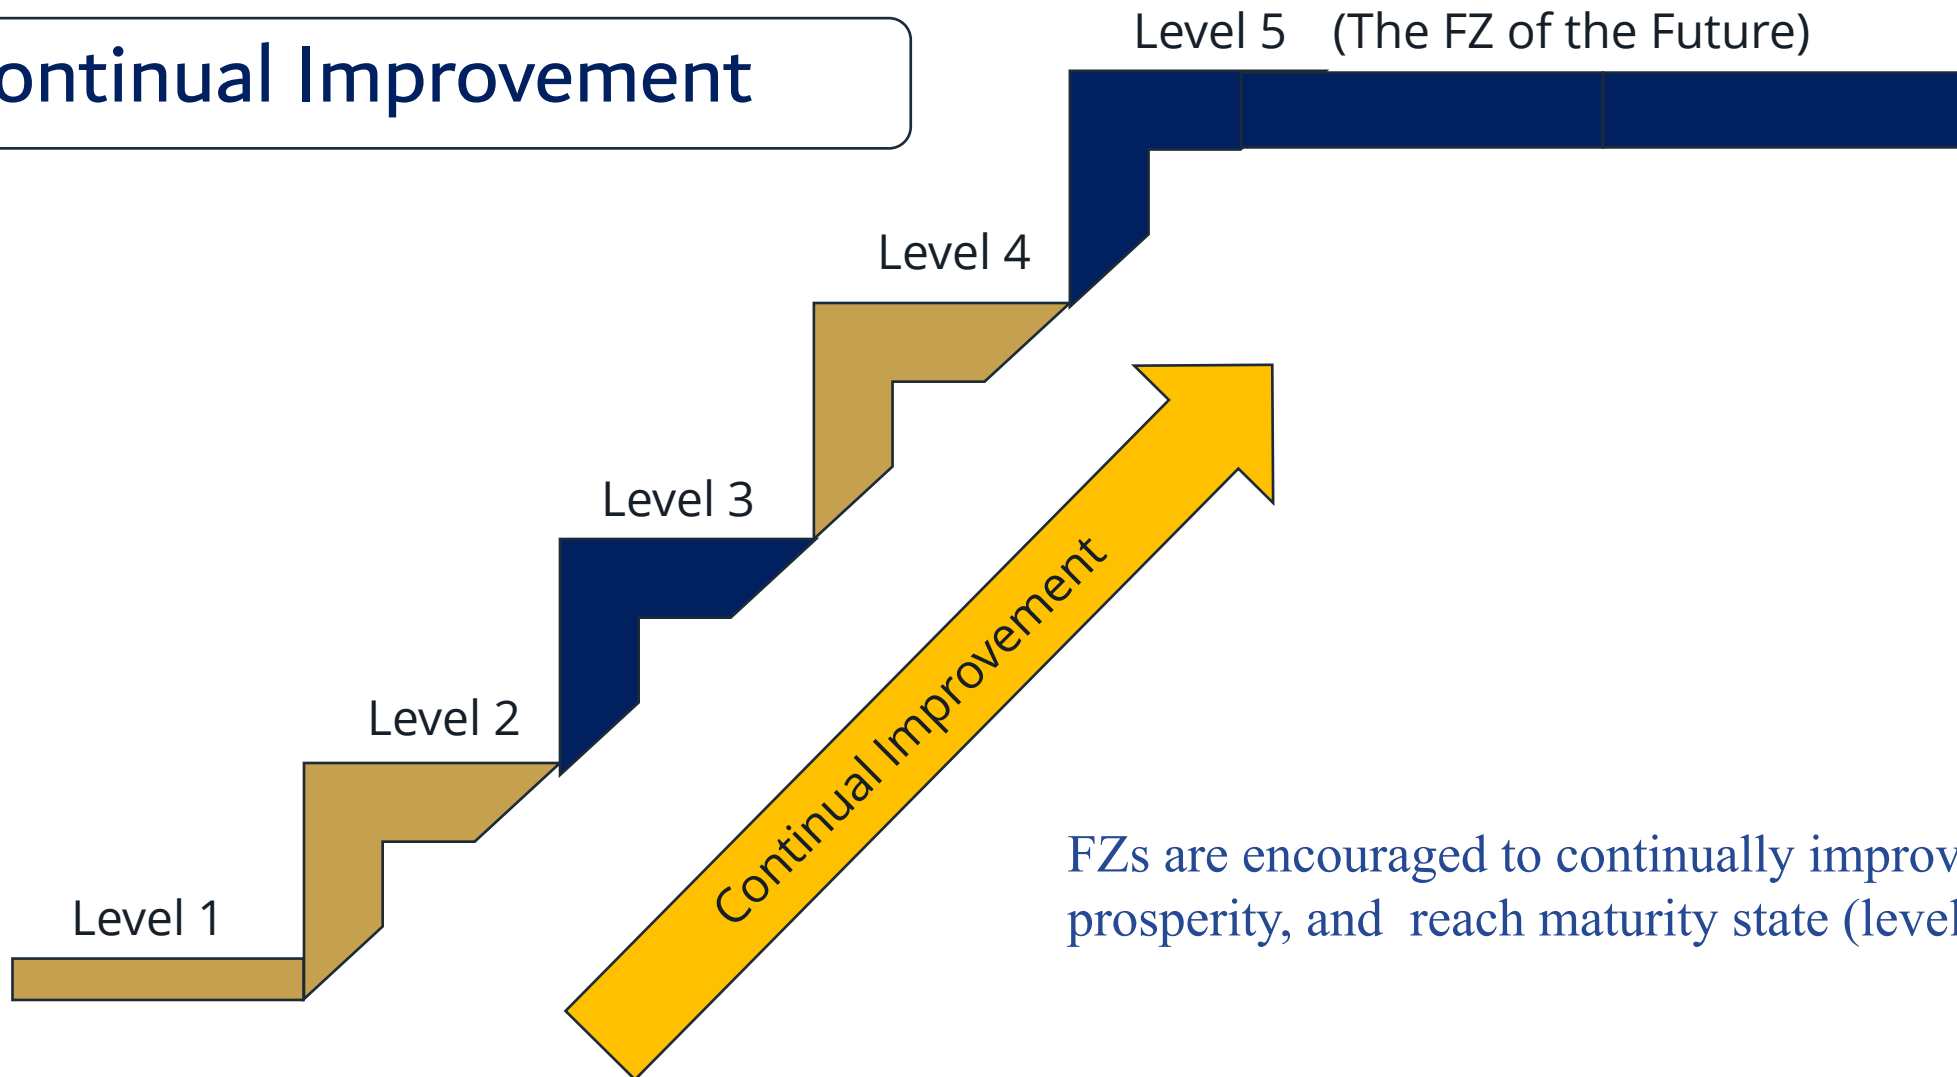 ontinual Improvement
Level 5 (The FZ of the Future)
Level 4
Level 3
Level 2
Level 1
Continual Improvement
FZs are encouraged to continually improv
prosperity, and reach maturity state (level